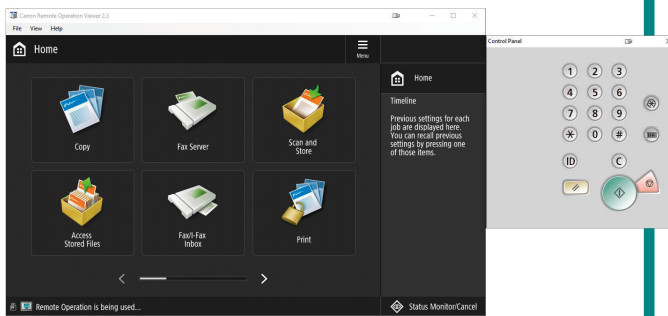 Canon Remote Operation Viewer 2.3
File View Help
Home
Menu
Copy
Fax Server
Scan and
Store
Access
Stored Files
Fax/I-Fax
Inbox
Print
Home
Timeline
Previous settings for each
job are displayed here.
You can recall previous
settings by pressing one
of those items.
Remote Operation is being used...
Status Monitor/Cancel
Control Panel
1 2 3
4 5 6
7 8 9
* 0 #
ID C